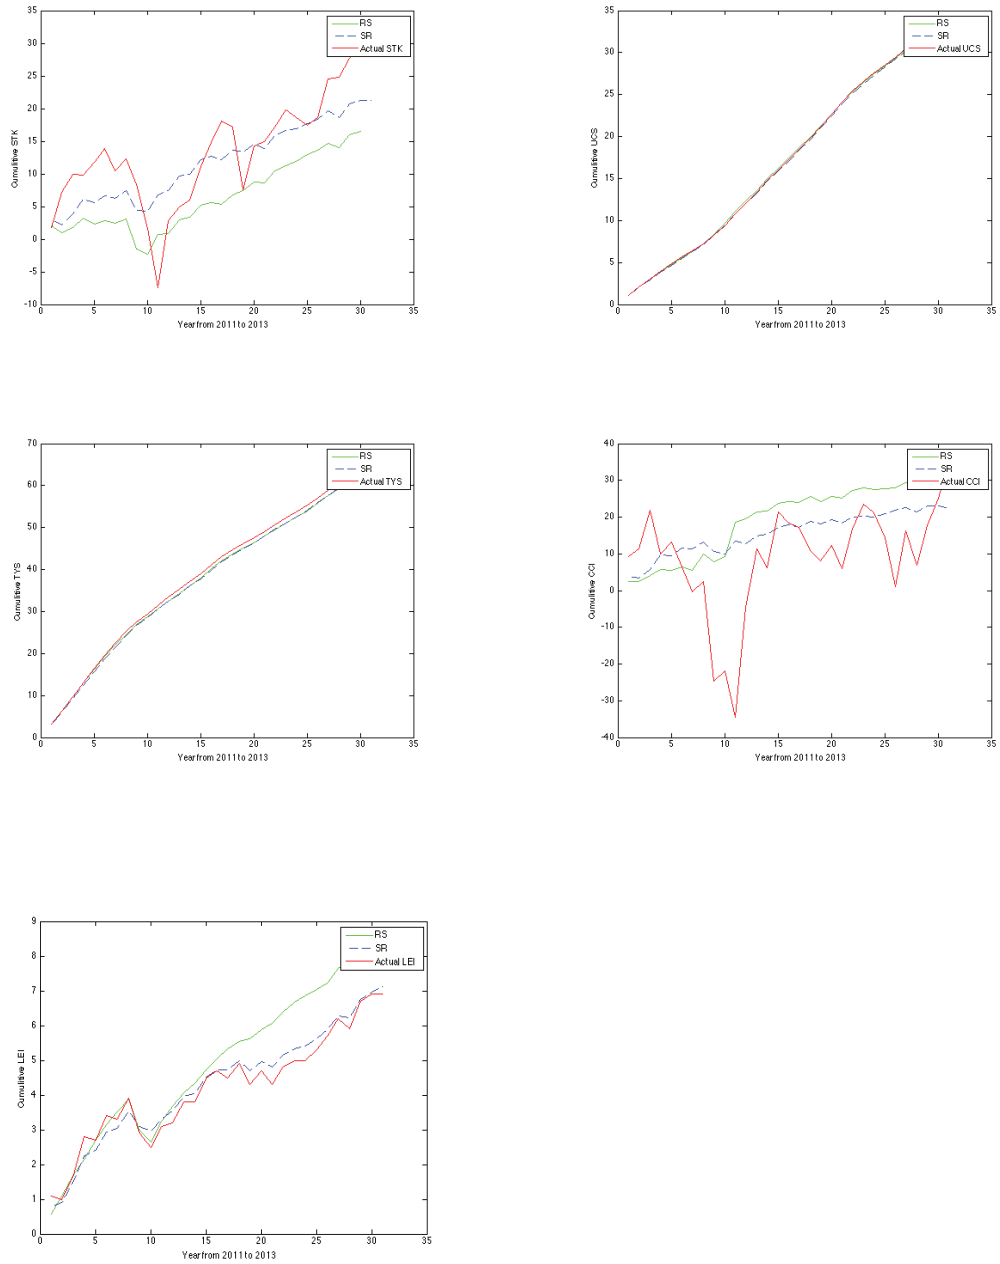 35
30
25
20
15
10
5
0
-5
-10
Cumulitive STK
RS
SR
Actual STK
0 5 10 15 20 25 30 35
Year from 2011 to 2013
35
30
25
20
15
10
5
0
Cumulitive UCS
RS
SR
Actual UCS
0 5 10 15 20 25 30 35
Year from 2011 to 2013
70
60
50
40
30
20
10
0
Cumulitive TYS
RS
SR
Actual TYS
0 5 10 15 20 25 30 35
Year from 2011 to 2013
40
30
20
10
0
-10
-20
-30
-40
Cumulitive CCI
RS
SR
Actual CCI
0 5 10 15 20 25 30 35
Year from 2011 to 2013
9
8
7
6
5
4
3
2
1
0
Cumulitive LEI
RS
SR
Actual LEI
0 5 10 15 20 25 30 35
Year from 2011 to 2013